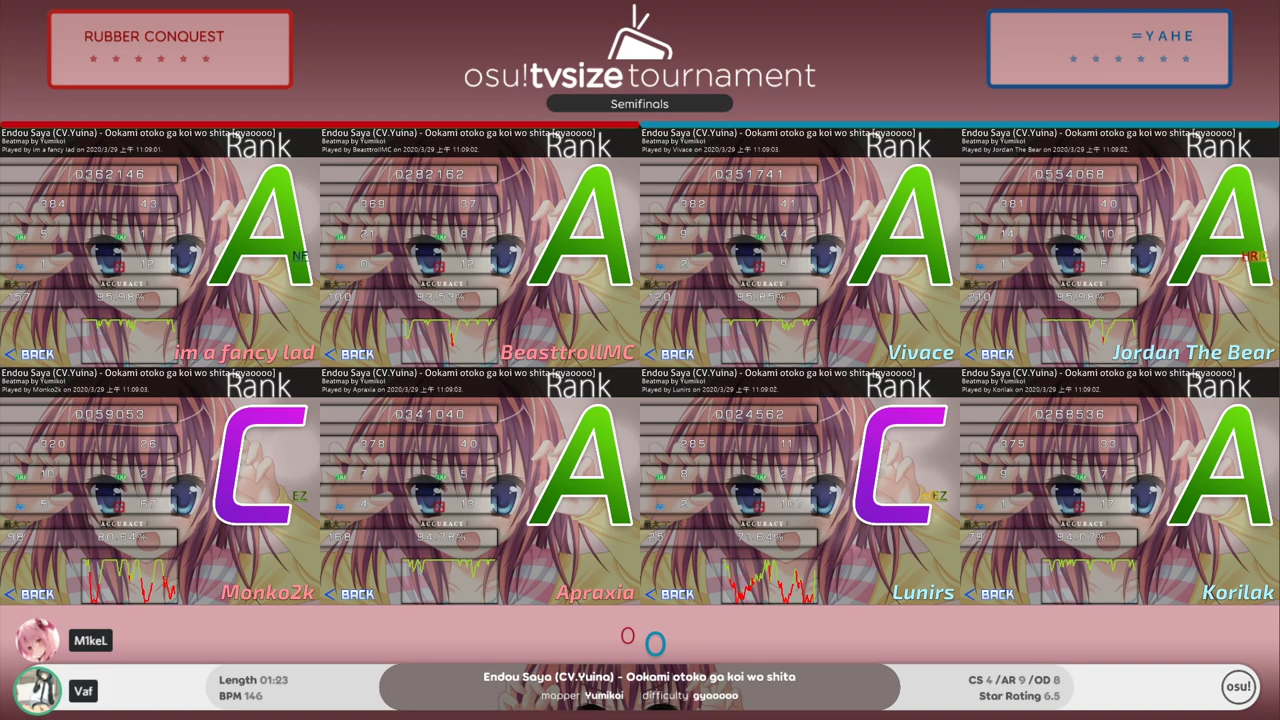 RUBBER CONQUEST
=YAHE
osu!tvsize tournament
Semifinals
Endou Saya (CV.Yuina) - Ookami otoko ga koi wo shita [gyaoooo]
Beatmap by Yumikoi
Played by im a fancy lad on 2020/3/29 上午 11:09:01.
Rank
0362146
384 43
5 1
1 12
ACCURACY
157 95.98%
A
NF
BACK
im a fancy lad
Endou Saya (CV.Yuina) - Ookami otoko ga koi wo shita [gyaoooo]
Beatmap by Yumikoi
Played by BeasttrollMC on 2020/3/29 上午 11:09:02.
Rank
0282162
369 37
21 8
0 12
ACCURACY
100 93.53%
A
BACK
BeasttrollMC
Endou Saya (CV.Yuina) - Ookami otoko ga koi wo shita [gyaoooo]
Beatmap by Yumikoi
Played by Vivace on 2020/3/29 上午 11:09:03.
Rank
0351741
382 41
9 4
2 9
ACCURACY
120 95.85%
A
BACK
Vivace
Endou Saya (CV.Yuina) - Ookami otoko ga koi wo shita [gyaoooo]
Beatmap by Yumikoi
Played by Jordan The Bear on 2020/3/29 上午 11:09:02.
Rank
0554068
381 40
14 10
1 6
ACCURACY
210 95.98%
A
HR
BACK
Jordan The Bear
Endou Saya (CV.Yuina) - Ookami otoko ga koi wo shita [gyaoooo]
Beatmap by Yumikoi
Played by Monko2k on 2020/3/29 上午 11:09:03.
Rank
0059053
320 26
10 2
5 67
ACCURACY
98 80.64%
C
EZ
BACK
Monko2k
Endou Saya (CV.Yuina) - Ookami otoko ga koi wo shita [gyaoooo]
Beatmap by Yumikoi
Played by Apraxia on 2020/3/29 上午 11:09:03.
Rank
0341040
378 40
7 5
4 13
ACCURACY
168 94.78%
A
BACK
Apraxia
Endou Saya (CV.Yuina) - Ookami otoko ga koi wo shita [gyaoooo]
Beatmap by Yumikoi
Played by Lunirs on 2020/3/29 上午 11:09:02.
Rank
0024562
285 11
8 2
ACCURACY
25 71.64%
C
EZ
BACK
Lunirs
Endou Saya (CV.Yuina) - Ookami otoko ga koi wo shita [gyaoooo]
Beatmap by Yumikoi
Played by Korilak on 2020/3/29 上午 11:09:02.
Rank
0268536
375 33
9 7
1 17
ACCURACY
79 94.07%
A
BACK
Korilak
M1keL
0 0
Vaf
Length 01:23
BPM 146
Endou Saya (CV.Yuina) - Ookami otoko ga koi wo shita
mapper Yumikoi difficulty gyaoooo
CS 4 /AR 9 /OD 8
Star Rating 6.5
osu!